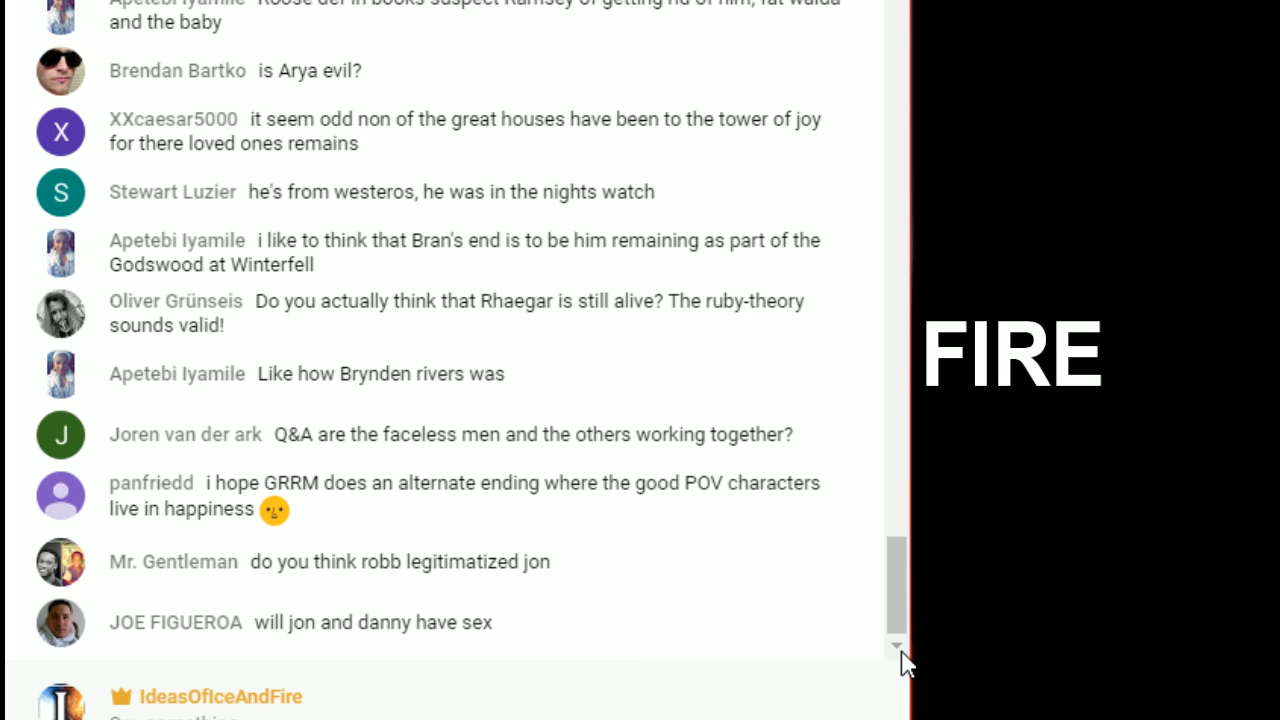 Apetebi Iyamile Roose def in books suspect Ramsey of getting rid of him, fat walda
and the baby
Brendan Bartko is Arya evil?
X XXcaesar5000 it seem odd non of the great houses have been to the tower of joy
for there loved ones remains
S Stewart Luzier he's from westeros, he was in the nights watch
Apetebi Iyamile i like to think that Bran's end is to be him remaining as part of the
Godswood at Winterfell
Oliver Grünseis Do you actually think that Rhaegar is still alive? The ruby-theory
sounds valid!
FIRE
Apetebi Iyamile Like how Brynden rivers was
J Joren van der ark Q&A are the faceless men and the others working together?
panfriedd i hope GRRM does an alternate ending where the good POV characters
live in happiness
Mr. Gentleman do you think robb legitimatized jon
JOE FIGUEROA will jon and danny have sex
I IdeasOfIceAndFire
Say something